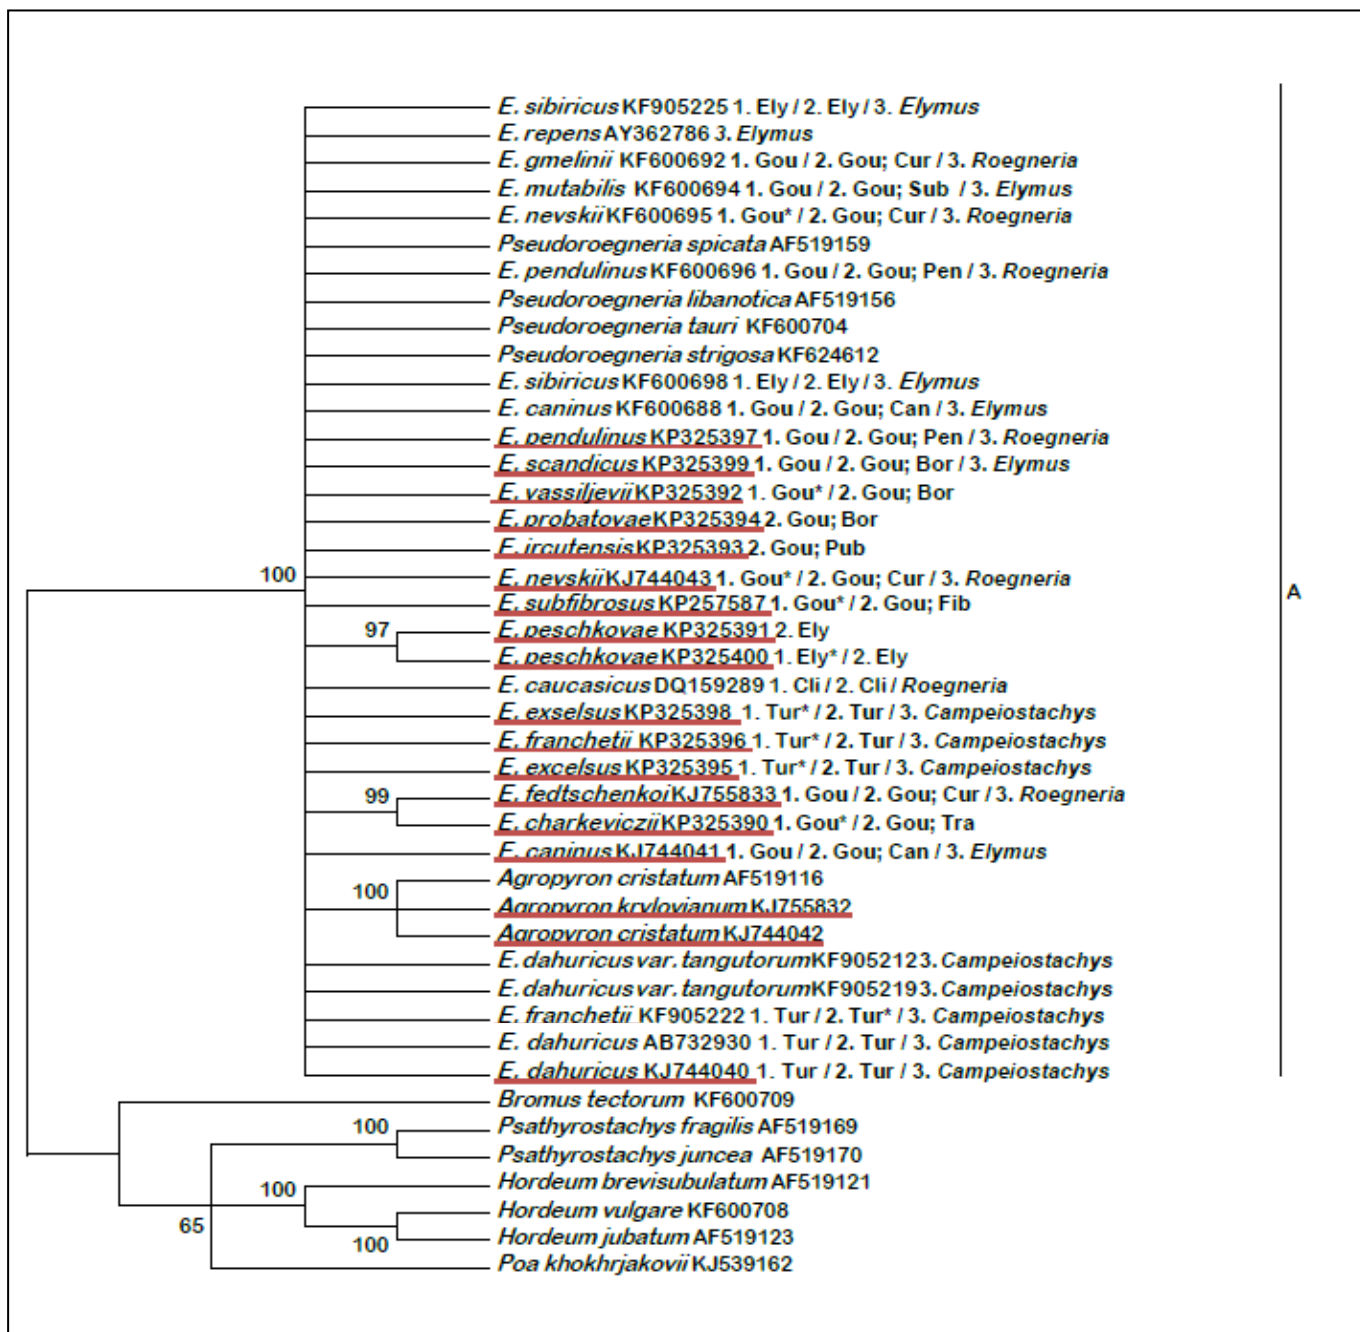 E. sibiricus KF905225 1. Ely / 2. Ely / 3. Elymus
E. repens AY362786 3. Elymus
E. gmelinii KF600692 1. Gou / 2. Gou; Cur / 3. Roegneria
E. mutabilis KF600694 1. Gou / 2. Gou; Sub / 3. Elymus
E. nevskii KF600695 1. Gou* / 2. Gou; Cur / 3. Roegneria
Pseudoroegneria spicata AF519159
E. pendulinus KF600696 1. Gou / 2. Gou; Pen / 3. Roegneria
Pseudoroegneria libanotica AF519156
Pseudoroegneria tauri KF600704
Pseudoroegneria strigosa KF624612
E. sibiricus KF600698 1. Ely / 2. Ely / 3. Elymus
E. caninus KF600688 1. Gou / 2. Gou; Can / 3. Elymus
E. pendulinus KP325397 1. Gou / 2. Gou; Pen / 3. Roegneria
E. scandicus KP325399 1. Gou / 2. Gou; Bor / 3. Elymus
E. vassiljevii KP325392 1. Gou* / 2. Gou; Bor
E. probatovae KP325394 2. Gou; Bor
E. ircutensis KP325393 2. Gou; Pub
100
E. nevskii KJ744043 1. Gou* / 2. Gou; Cur / 3. Roegneria
A
E. subfibrosus KP257587 1. Gou* / 2. Gou; Fib
97
E. peschkovae KP325391 2. Ely
E. peschkovae KP325400 1. Ely* / 2. Ely
E. caucasicus DQ159289 1. Cli / 2. Cli / Roegneria
E. exselsus KP325398 1. Tur* / 2. Tur / 3. Campeiostachys
E. franchetii KP325396 1. Tur* / 2. Tur / 3. Campeiostachys
E. excelsus KP325395 1. Tur* / 2. Tur / 3. Campeiostachys
99
E. fedtschenkoi KJ755833 1. Gou / 2. Gou; Cur / 3. Roegneria
E. charkeviczii KP325390 1. Gou* / 2. Gou; Tra
E. caninus KJ744041 1. Gou / 2. Gou; Can / 3. Elymus
Agropyron cristatum AF519116
100
Agropyron krylovianum KJ755832
Agropyron cristatum KJ744042
E. dahuricus var. tangutorum KF905212 3. Campeiostachys
E. dahuricus var. tangutorum KF905219 3. Campeiostachys
E. franchetii KF905222 1. Tur / 2. Tur* / 3. Campeiostachys
E. dahuricus AB732930 1. Tur / 2. Tur / 3. Campeiostachys
E. dahuricus KJ744040 1. Tur / 2. Tur / 3. Campeiostachys
Bromus tectorum KF600709
100
Psathyrostachys fragilis AF519169
Psathyrostachys juncea AF519170
100
Hordeum brevisubulatum AF519121
65
Hordeum vulgare KF600708
100
Hordeum jubatum AF519123
Poa khokhrjakovii KJ539162